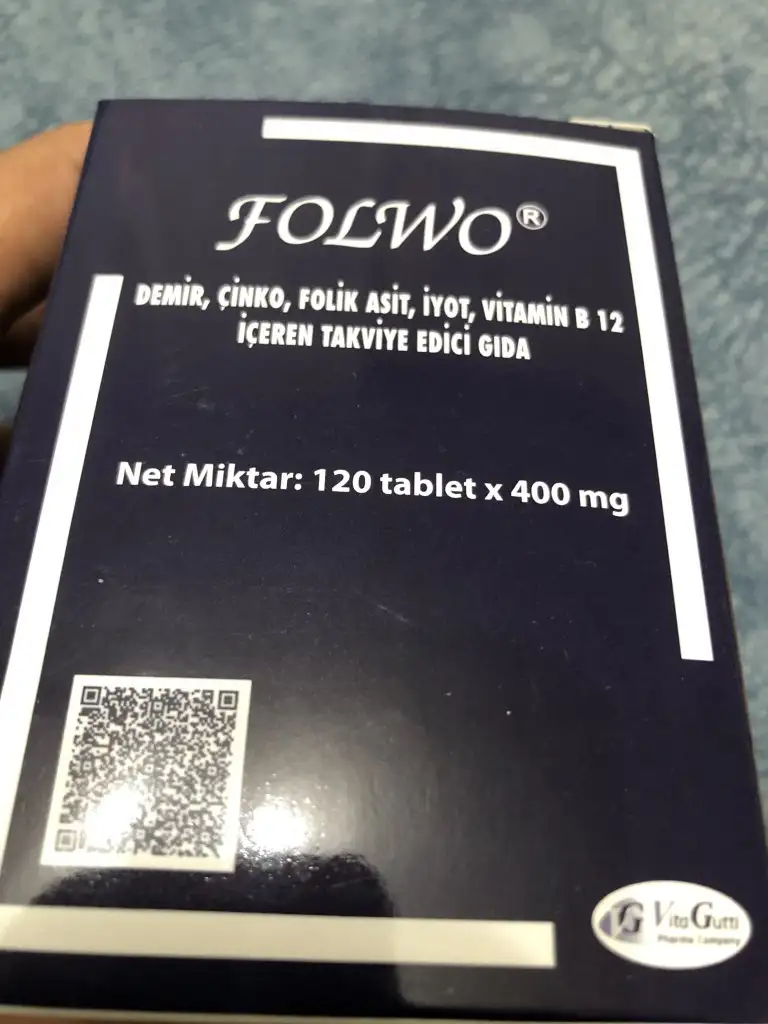 FOLWO®
DEMİR, ÇİNKO, FOLİK ASİT, İYOT, VİTAMİN B 12
İÇEREN TAKVİYE EDİCİ GIDA
Net Miktar: 120 tablet x 400 mg
VG VitaGutti
Pharma Company